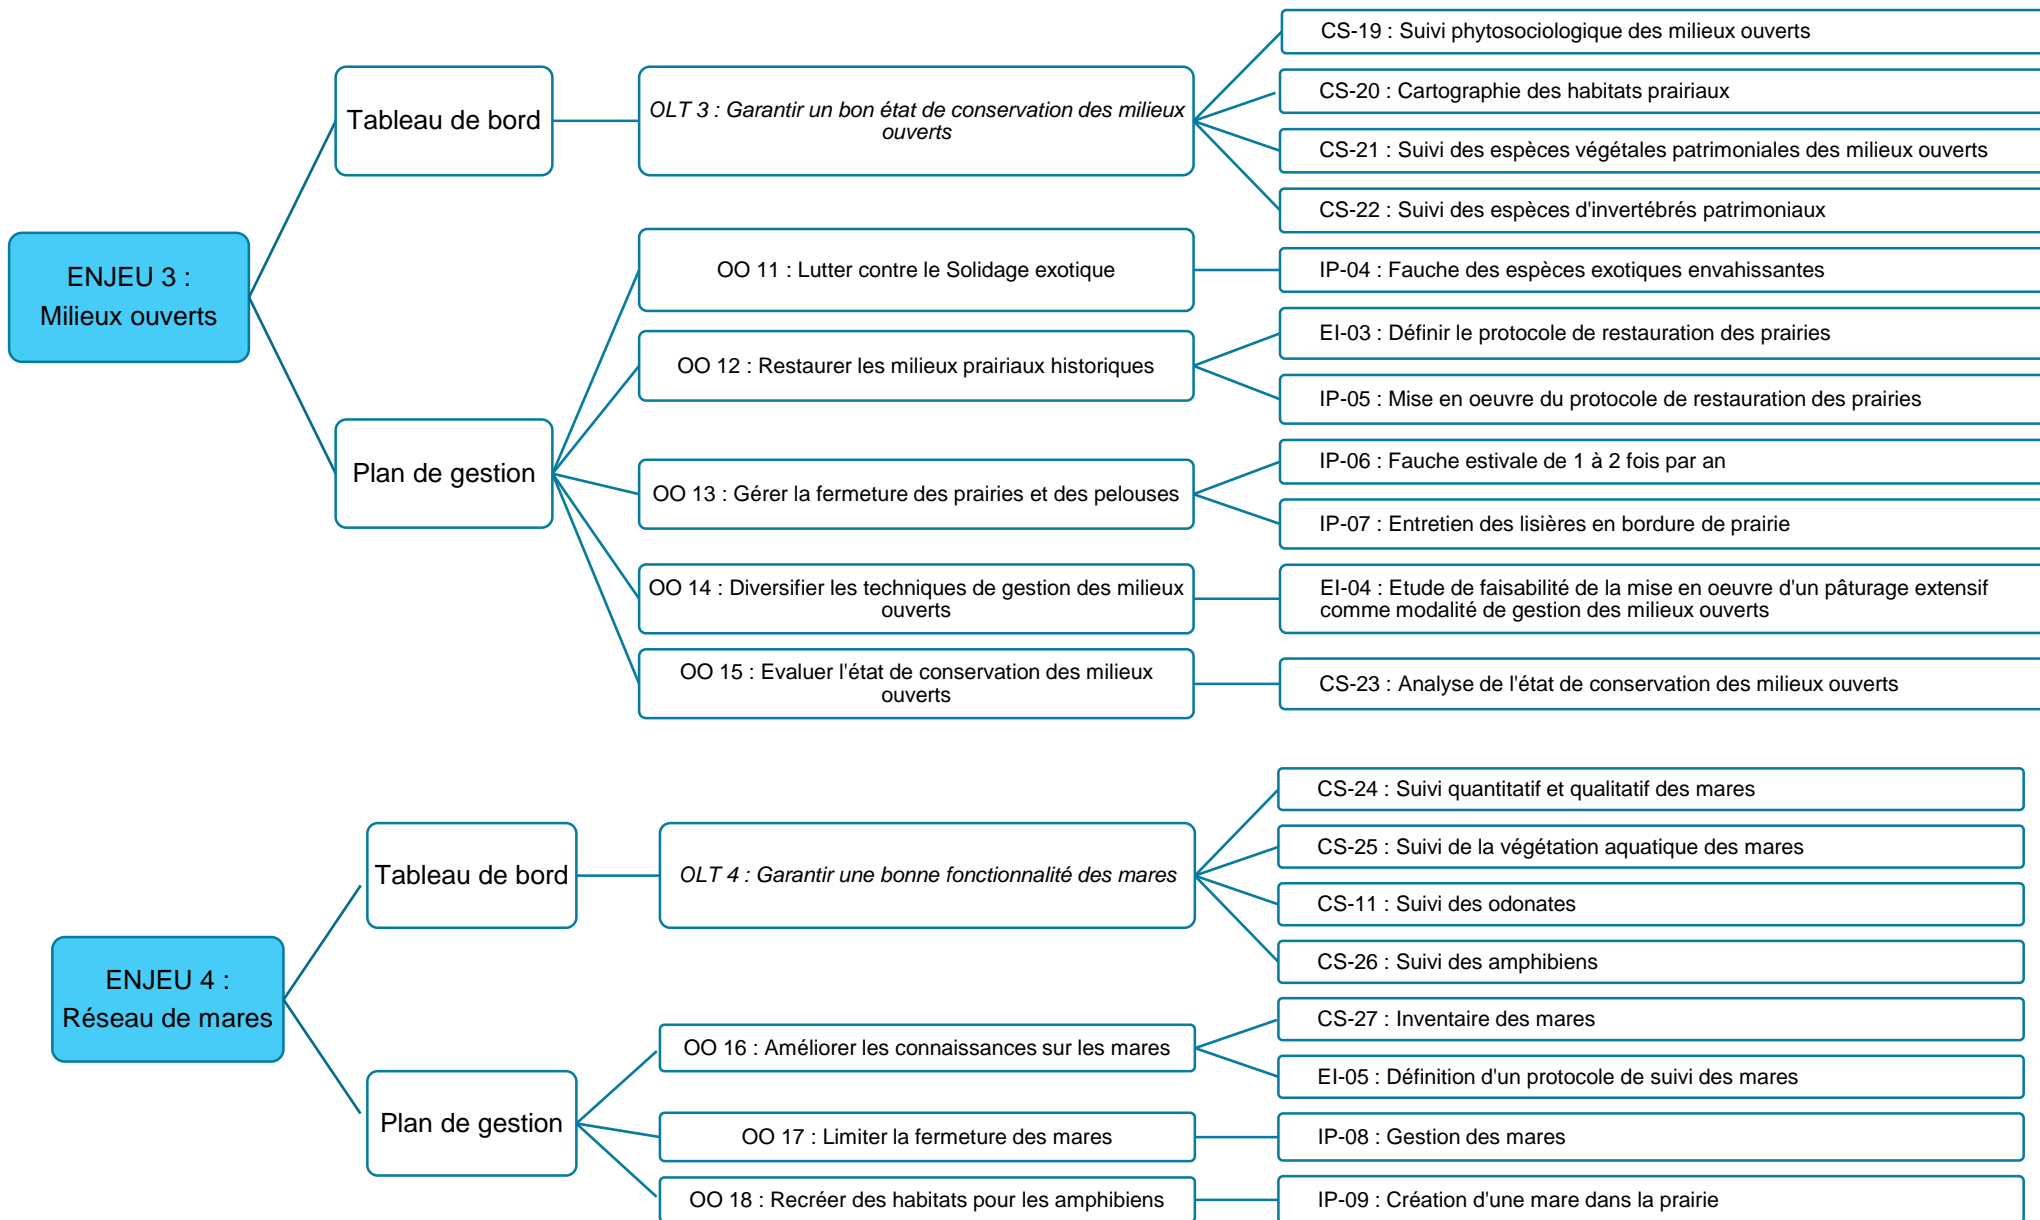 ENJEU 3 :
Milieux ouverts
Tableau de bord
OLT 3 : Garantir un bon état de conservation des milieux
ouverts
CS-19 : Suivi phytosociologique des milieux ouverts
CS-20 : Cartographie des habitats prairiaux
CS-21 : Suivi des espèces végétales patrimoniales des milieux ouverts
CS-22 : Suivi des espèces d'invertébrés patrimoniaux
Plan de gestion
OO 11 : Lutter contre le Solidage exotique
IP-04 : Fauche des espèces exotiques envahissantes
OO 12 : Restaurer les milieux prairiaux historiques
EI-03 : Définir le protocole de restauration des prairies
IP-05 : Mise en oeuvre du protocole de restauration des prairies
OO 13 : Gérer la fermeture des prairies et des pelouses
IP-06 : Fauche estivale de 1 à 2 fois par an
IP-07 : Entretien des lisières en bordure de prairie
OO 14 : Diversifier les techniques de gestion des milieux
ouverts
EI-04 : Etude de faisabilité de la mise en oeuvre d'un pâturage extensif
comme modalité de gestion des milieux ouverts
OO 15 : Evaluer l'état de conservation des milieux
ouverts
CS-23 : Analyse de l'état de conservation des milieux ouverts
ENJEU 4 :
Réseau de mares
Tableau de bord
OLT 4 : Garantir une bonne fonctionnalité des mares
CS-24 : Suivi quantitatif et qualitatif des mares
CS-25 : Suivi de la végétation aquatique des mares
CS-11 : Suivi des odonates
CS-26 : Suivi des amphibiens
Plan de gestion
OO 16 : Améliorer les connaissances sur les mares
CS-27 : Inventaire des mares
EI-05 : Définition d'un protocole de suivi des mares
OO 17 : Limiter la fermeture des mares
IP-08 : Gestion des mares
OO 18 : Recréer des habitats pour les amphibiens
IP-09 : Création d'une mare dans la prairie